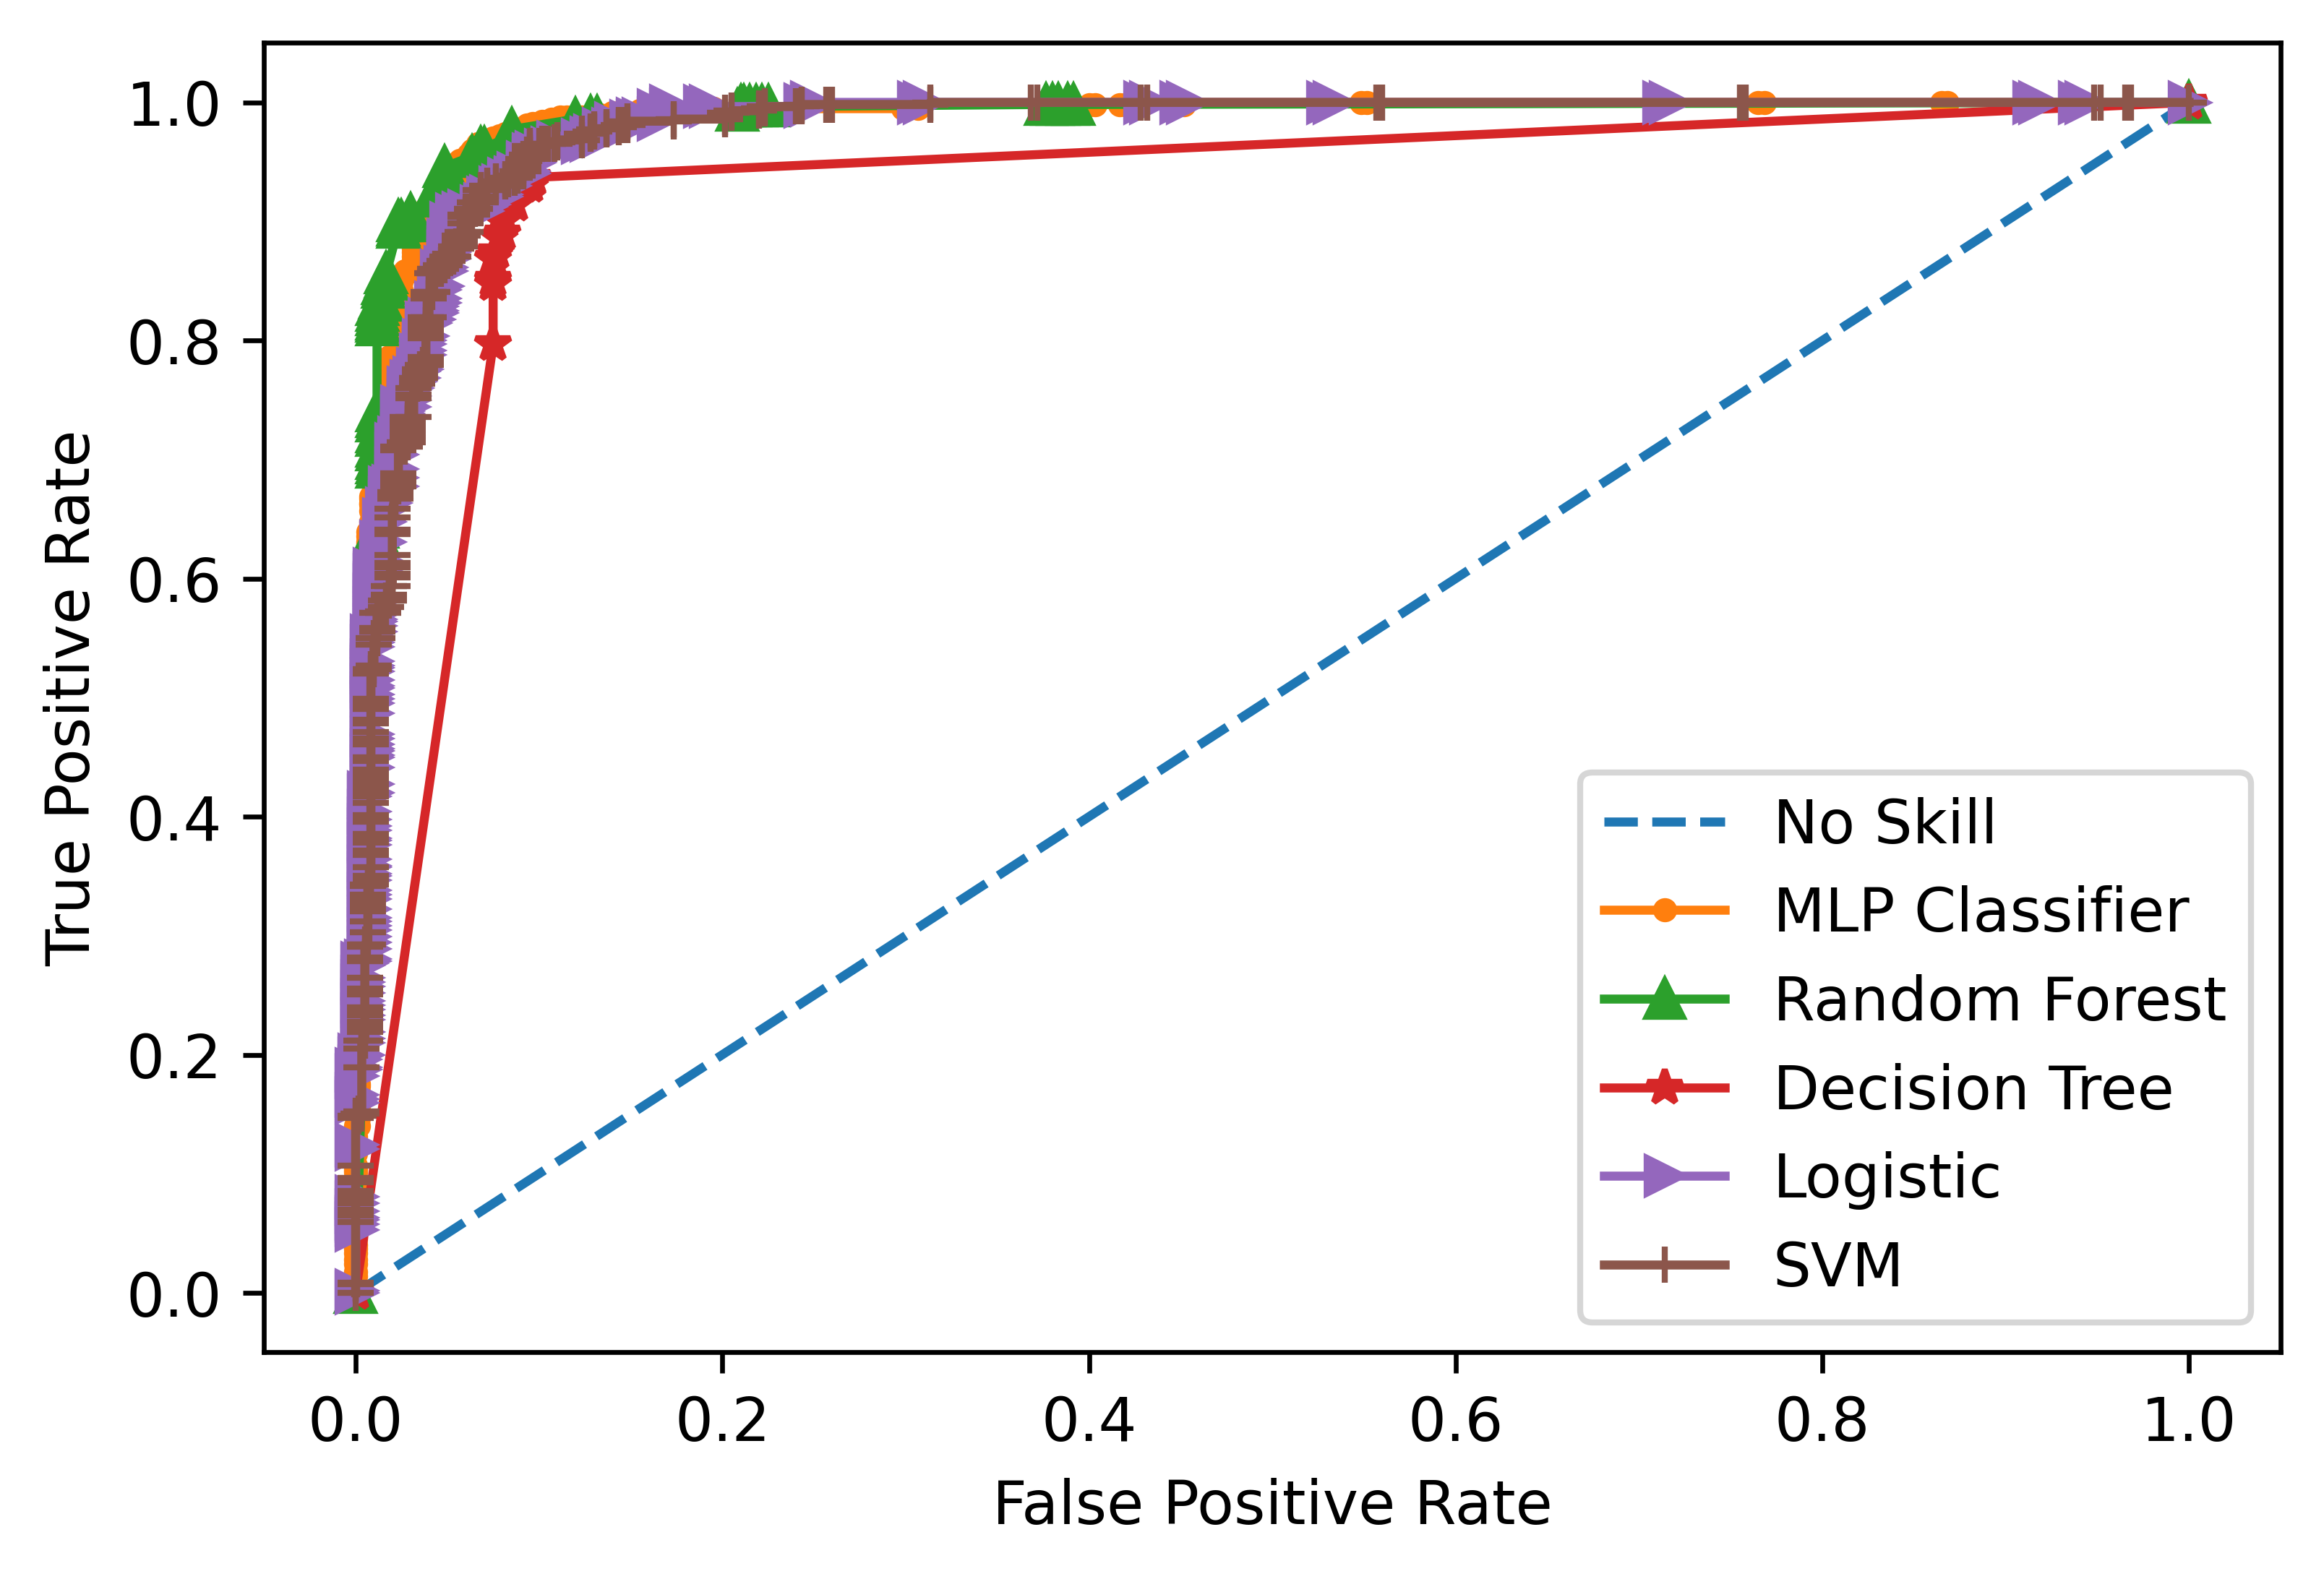 1.0
0.8
0.6
0.4
0.2
0.0
True Positive Rate
No Skill
MLP Classifier
Random Forest
Decision Tree
Logistic
SVM
0.0 0.2 0.4 0.6 0.8 1.0
False Positive Rate